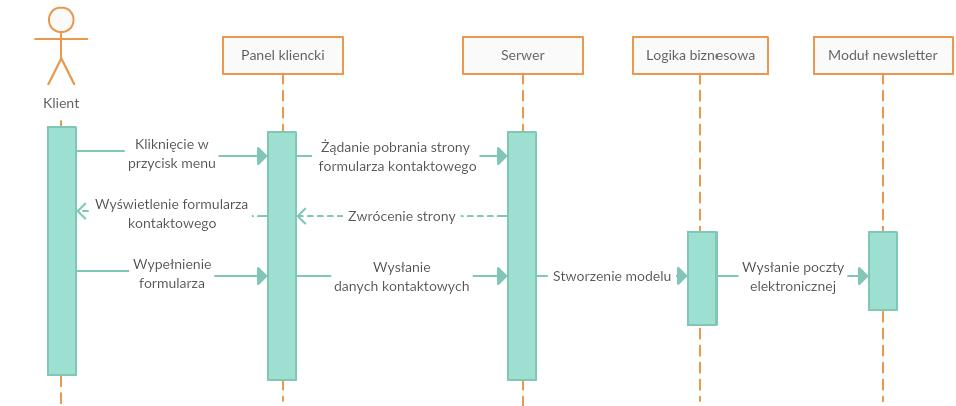 Klient
Panel kliencki
Serwer
Logika biznesowa
Moduł newsletter
Kliknięcie w
przycisk menu
Żądanie pobrania strony
formularza kontaktowego
Wyświetlenie formularza
kontaktowego
Zwrócenie strony
Wypełnienie
formularza
Wysłanie
danych kontaktowych
Stworzenie modelu
Wysłanie poczty
elektronicznej